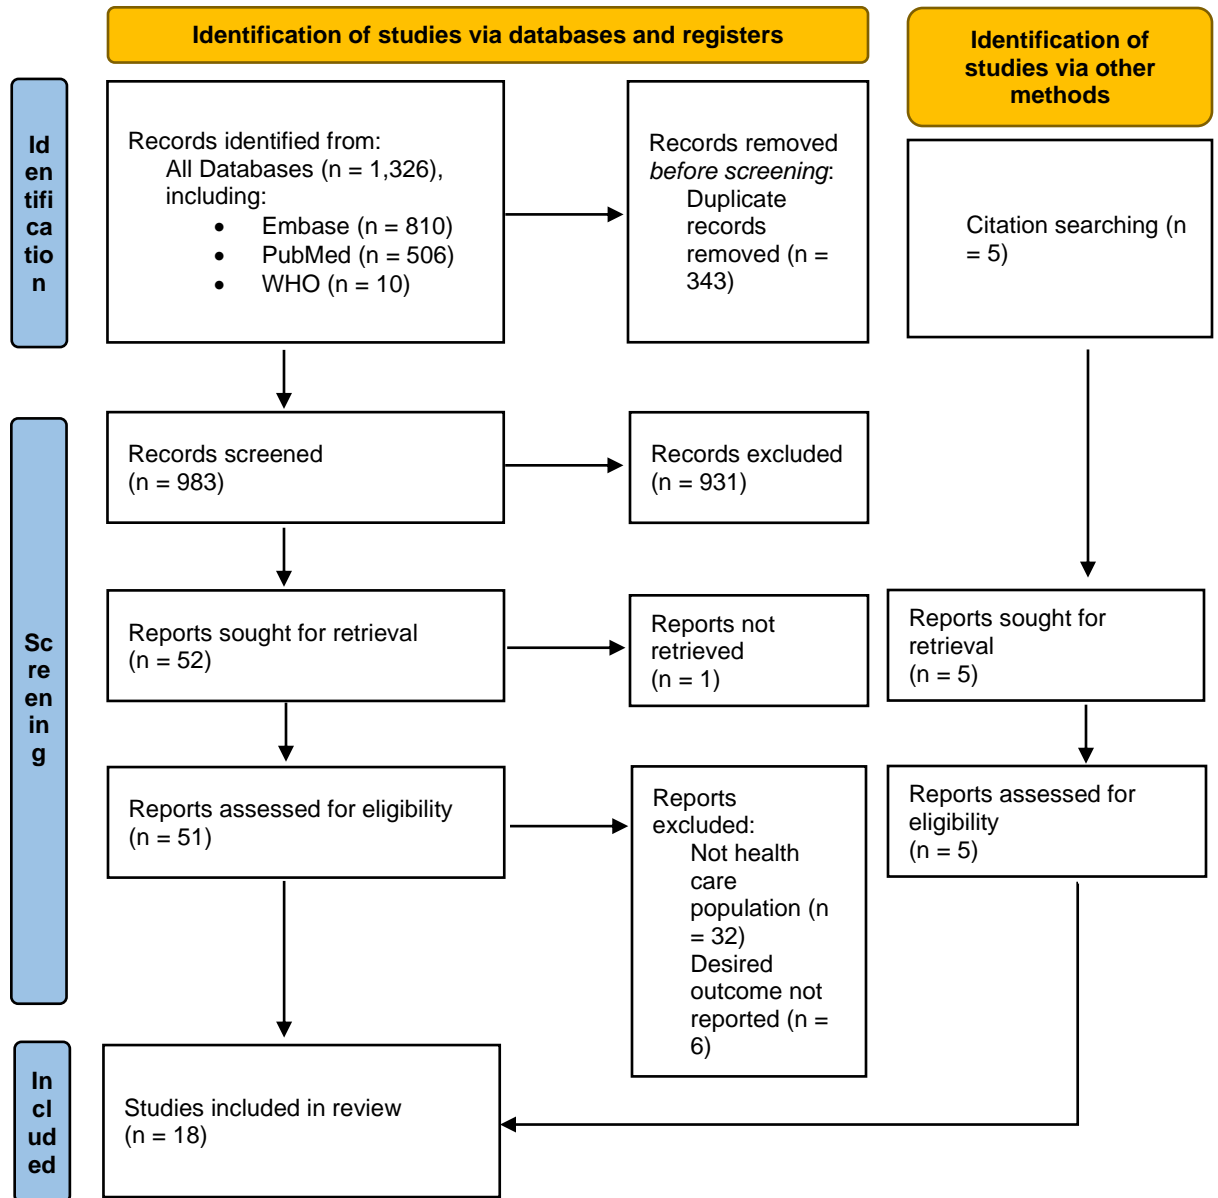 Identification of studies via databases and registers
Identification of
studies via other
methods
Id
en
tifi
ca
tio
n
Records identified from:
All Databases (n = 1,326),
including:
• Embase (n = 810)
• PubMed (n = 506)
• WHO (n = 10)
Records removed
before screening:
Duplicate
records
removed (n =
343)
Citation searching (n
= 5)
Sc
re
en
in
g
Records screened
(n = 983)
Records excluded
(n = 931)
Reports sought for retrieval
(n = 52)
Reports not
retrieved
(n = 1)
Reports sought for
retrieval
(n = 5)
Reports assessed for eligibility
(n = 51)
Reports
excluded:
Not health
care
population (n
= 32)
Desired
outcome not
reported (n =
6)
Reports assessed for
eligibility
(n = 5)
In
cl
ud
ed
Studies included in review
(n = 18)